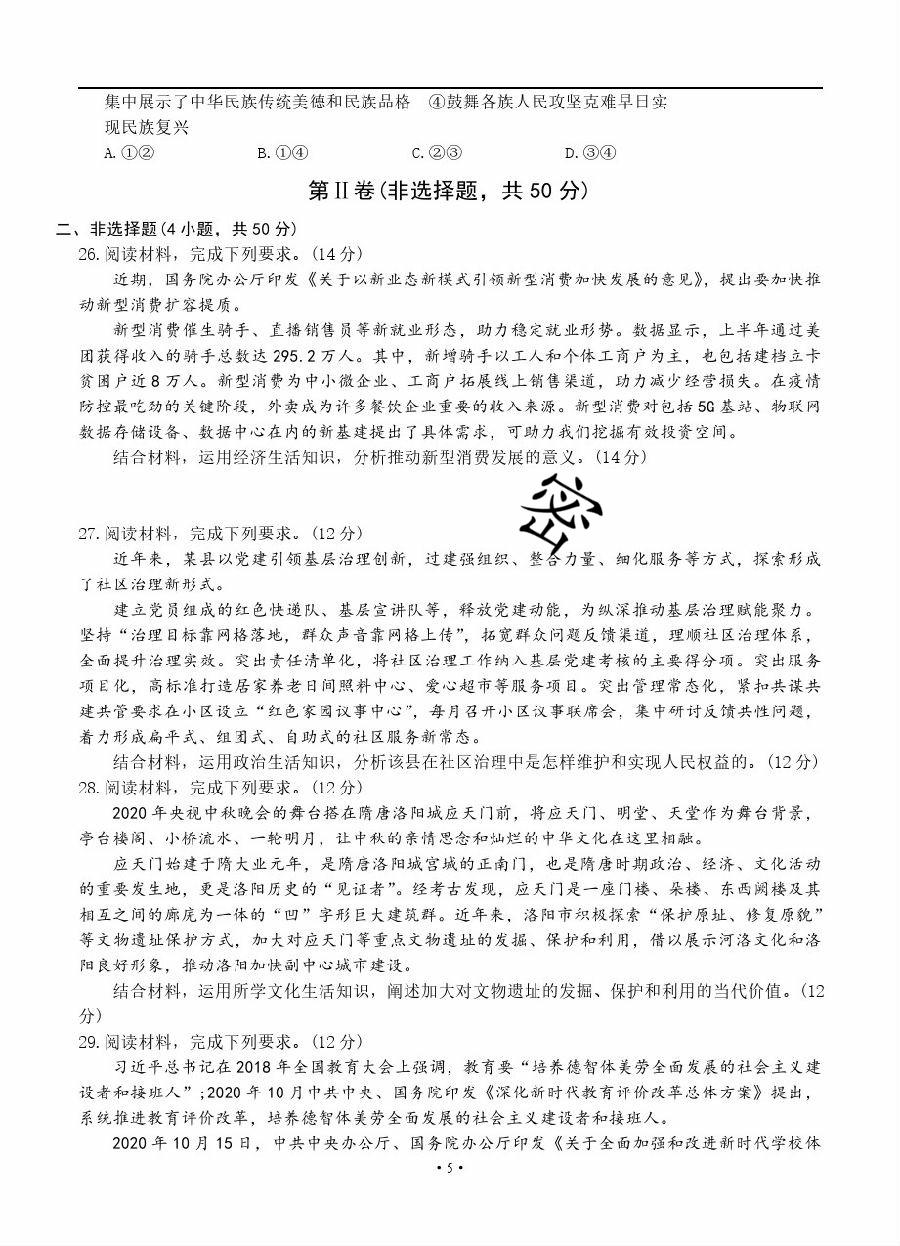 集中展示了中华民族传统美德和民族品格　④鼓舞各族人民攻坚克难早日实
现民族复兴
A.①②　　B.①④　　C.②③　　D.③④
第Ⅱ卷(非选择题，共 50 分)
二、非选择题(4 小题，共 50 分)
26.阅读材料，完成下列要求。(14 分)
近期，国务院办公厅印发《关于以新业态新模式引领新型消费加快发展的意见》，提出要加快推
动新型消费扩容提质。
新型消费催生骑手、直播销售员等新就业形态，助力稳定就业形势。数据显示，上半年通过美
团获得收入的骑手总数达 295.2 万人。其中，新增骑手以工人和个体工商户为主，也包括建档立卡
贫困户近 8 万人。新型消费为中小微企业、工商户拓展线上销售渠道，功力减少经营损失。在疫情
防控最吃劲的关键阶段，外卖成为许多餐饮企业重要的收入来源。新型消费对包括 5G 基站、物联网
数据存储设备、数据中心在内的新基建提出了具体需求，可助力我们挖掘有效投资空间。
结合材料，运用经济生活知识，分析推动新型消费发展的意义。(14 分)
密
27.阅读材料，完成下列要求。(12 分)
近年来，某县以党建引领基层治理创新，过建强组织、整合力量、细化服务等方式，探索形成
了社区治理新形式。
建立党员组成的红色快递队、基层宣讲队等，释放党建动能，为纵深推动基层治理赋能聚力。
坚持“治理目标靠网格落地，群众声音靠网格上传”，拓宽群众问题反馈渠道，理顺社区治理体系，
全面提升治理实效。突出责任清单化，将社区治理工作纳入基层党建考核的主要得分项。突出服务
项目化，高标准打造居家养老日间照料中心、爱心超市等服务项目。突出管理常态化，紧扣共谋共
建共管要求在小区设立“红色家园议事中心”，每月召开小区议事联席会，集中研讨反馈共性问题，
着力形成扁平式、组团式、自助式的社区服务新常态。
结合材料，运用政治生活知识，分析该县在社区治理中是怎样维护和实现人民权益的。(12 分)
28.阅读材料，完成下列要求。(12 分)
2020 年央视中秋晚会的舞台搭在隋唐洛阳城应天门前，将应天门、明堂、天堂作为舞台背景，
亭台楼阁、小桥流水、一轮明月，让中秋的亲情思念和灿烂的中华文化在这里相融。
应天门始建于隋大业元年，是隋唐洛阳城宫城的正南门，也是隋唐时期政治、经济、文化活动
的重要发生地，更是洛阳历史的“见证者”。经考古发现，应天门是一座门楼、朵楼、东西阙楼及其
相互之间的廊庑为一体的“凹”字形巨大建筑群。近年来，洛阳市积极探索“保护原址、修复原貌”
等文物遗址保护方式，加大对应天门等重点文物遗址的发掘、保护和利用，借以展示河洛文化和洛
阳良好形象，推动洛阳加快副中心城市建设。
结合材料，运用所学文化生活知识，阐述加大对文物遗址的发掘、保护和利用的当代价值。(12
分)
29.阅读材料，完成下列要求。(12 分)
习近平总书记在 2018 年全国教育大会上强调，教育要“培养德智体美劳全面发展的社会主义建
设者和接班人”;2020 年 10 月中共中央、国务院印发《深化新时代教育评价改革总体方案》提出，
系统推进教育评价改革，培养德智体美劳全面发展的社会主义建设者和接班人。
2020 年 10 月 15 日，中共中央办公厅、国务院办公厅印发《关于全面加强和改进新时代学校体
·5·